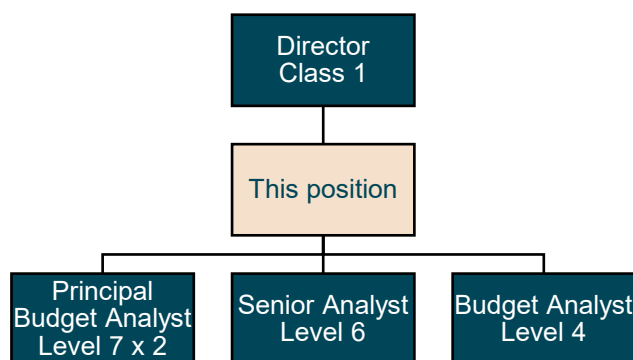 Director
Class 1
This position
Principal
Budget Analyst
Level 7 x 2
Senior Analyst
Level 6
Budget Analyst
Level 4